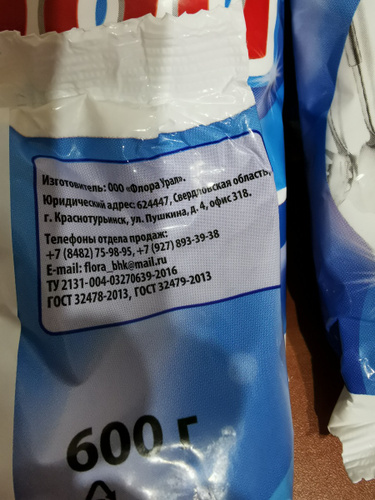 Изготовитель: ООО «Флора Урал».
Юридический адрес: 624447, Свердловская область,
г. Краснотурьинск, ул. Пушкина, д. 4, офис 318.
Телефоны отдела продаж:
+7 (8482) 75-98-95, +7 (927) 893-39-38
E-mail: flora_bhk@mail.ru
ТУ 2131-004-03270639-2016
ГОСТ 32478-2013, ГОСТ 32479-2013
600 г